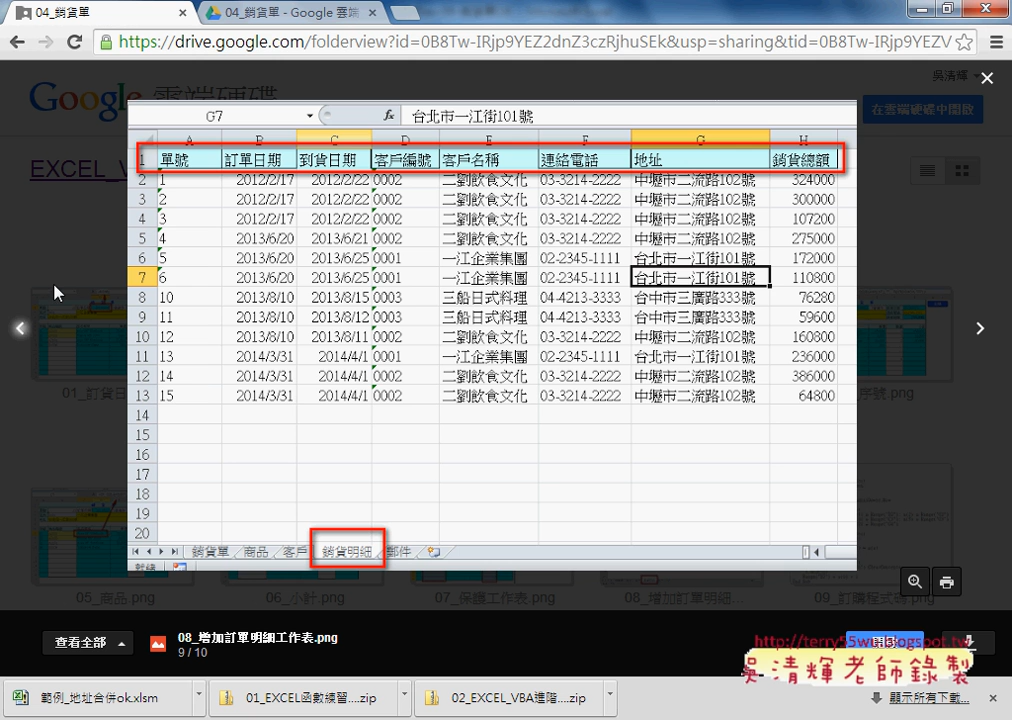 04_銷貨單
04_銷貨單 - Google 雲端
https://drive.google.com/folderview?id=0B8Tw-IRjp9YEZ2dnZ3czRjhuSEk&usp=sharing&tid=0B8Tw-IRjp9YEZV
吳清輝
Google 雲端硬碟
在雲端硬碟中開啟
EXCEL_V
G7 fx 台北市一江街101號
A B C D E F G H
1 單號 訂單日期 到貨日期 客戶編號 客戶名稱 連絡電話 地址 銷貨總額
2 1 2012/2/17 2012/2/22 0002 二劉飲食文化 03-3214-2222 中壢市二流路102號 324000
3 2 2012/2/17 2012/2/22 0002 二劉飲食文化 03-3214-2222 中壢市二流路102號 300000
4 3 2012/2/17 2012/2/22 0002 二劉飲食文化 03-3214-2222 中壢市二流路102號 107200
5 4 2013/6/20 2013/6/21 0002 二劉飲食文化 03-3214-2222 中壢市二流路102號 275000
6 5 2013/6/20 2013/6/25 0001 一江企業集團 02-2345-1111 台北市一江街101號 172000
7 6 2013/6/20 2013/6/25 0001 一江企業集團 02-2345-1111 台北市一江街101號 110800
8 10 2013/8/10 2013/8/15 0003 三船日式料理 04-4213-3333 台中市三廣路333號 76280
9 11 2013/8/10 2013/8/12 0003 三船日式料理 04-4213-3333 台中市三廣路333號 59600
10 12 2013/8/10 2013/8/11 0002 二劉飲食文化 03-3214-2222 中壢市二流路102號 160800
11 13 2014/3/31 2014/4/1 0001 一江企業集團 02-2345-1111 台北市一江街101號 236000
12 14 2014/3/31 2014/4/1 0002 二劉飲食文化 03-3214-2222 中壢市二流路102號 386000
13 15 2014/3/31 2014/4/1 0002 二劉飲食文化 03-3214-2222 中壢市二流路102號 64800
14
15
16
17
18
19
20
銷貨單 商品 客戶 銷貨明細 郵件
就緒
01_訂貨日
序號.png
05_商品.png
06_小計.png
07_保護工作表.png
08_增加訂單明細...
09_訂購程式碼.png
查看全部
08_增加訂單明細工作表.png
9 / 10
http://terry55wu.blogspot.tw
吳清輝老師錄製
範例_地址合併ok.xlsm
01_EXCEL函數練習....zip
02_EXCEL_VBA進階....zip
顯示所有下載...